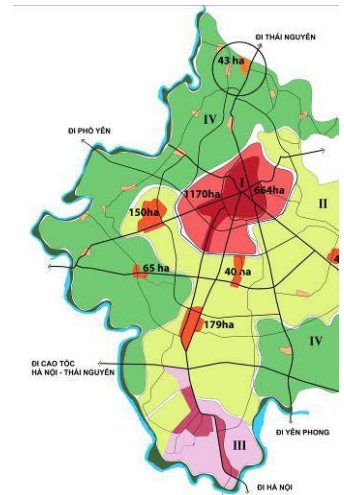 ĐI THÁI NGUYÊN
43 ha
IV
ĐI PHỔ YÊN
I
1170ha
664ha
II
150ha
65 ha
40 ha
4
179ha
IV
ĐI CAO TỐC
HÀ NỘI - THÁI NGUYÊN
ĐI YÊN PHONG
III
ĐI HÀ NỘI